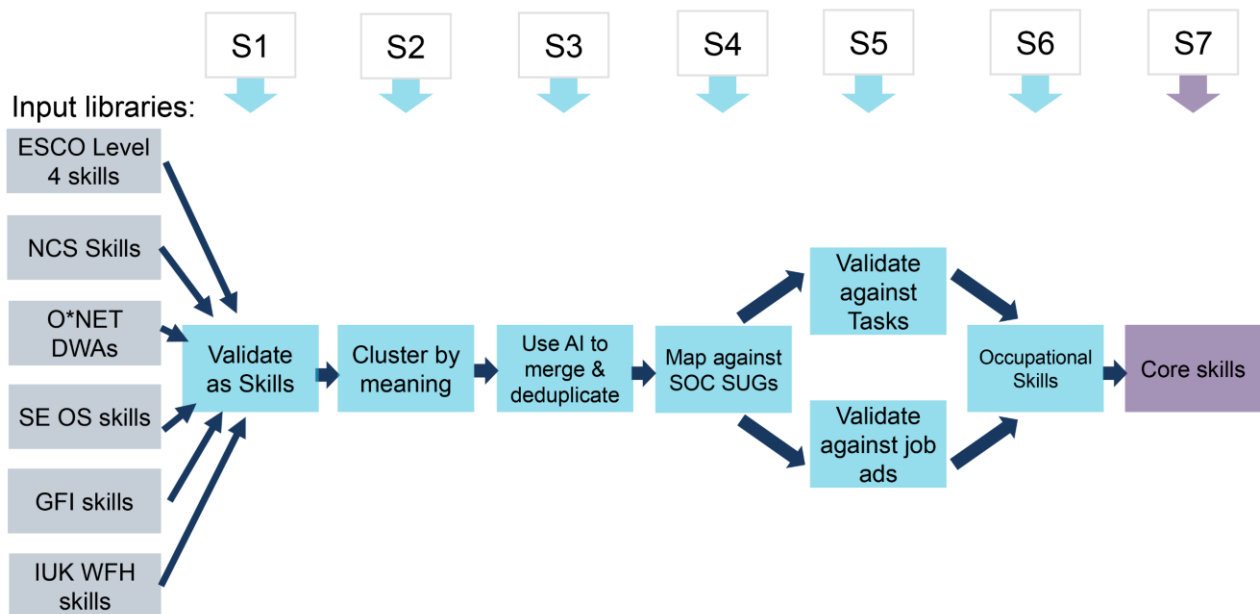 S1
S2
S3
S4
S5
S6
S7
Input libraries:
ESCO Level
4 skills
NCS Skills
O*NET
DWAs
SE OS skills
GFI skills
IUK WFH
skills
Validate
as Skills
Cluster by
meaning
Use AI to
merge &
deduplicate
Map against
SOC SUGs
Validate
against
Tasks
Validate
against job
ads
Occupational
Skills
Core skills